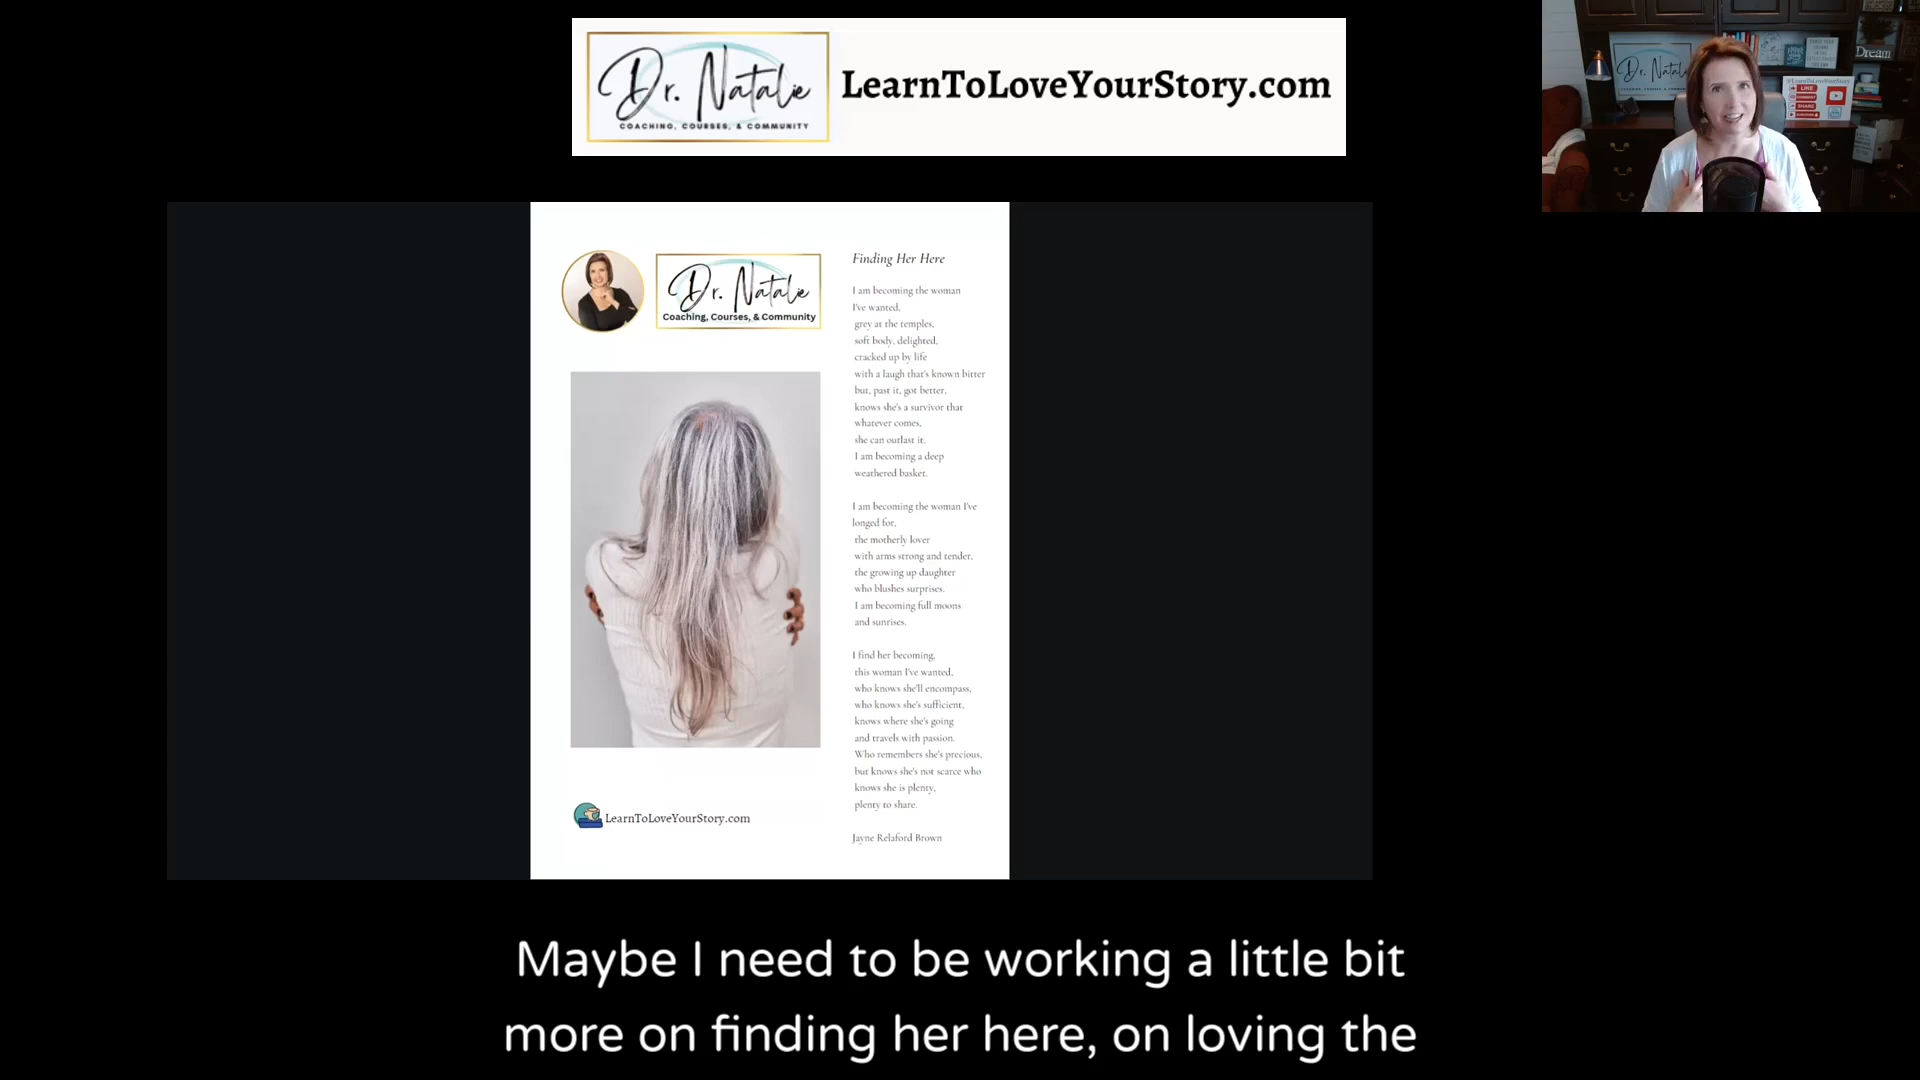 Dr. Natalie
COACHING, COURSES, & COMMUNITY
LearnToLoveYourStory.com
Dr. Natalie
Dream
LIKE
SHARE
Dr. Natalie
Coaching, Courses, & Community
LearnToLoveYourStory.com
Finding Her Here
I am becoming the woman
I've wanted,
grey at the temples,
soft body, delighted,
cracked up by life
with a laugh that's known bitter
but, past it, got better,
knows she's a survivor that
whatever comes,
she can outlast it.
I am becoming a deep
weathered basket.
I am becoming the woman I've
longed for,
the motherly lover
with arms strong and tender,
the growing up daughter
who blushes surprises.
I am becoming full moons
and sunrises.
I find her becoming,
this woman I've wanted,
who knows she'll encompass,
who knows she's sufficient,
knows where she's going
and travels with passion.
Who remembers she's precious,
but knows she's not scarce who
knows she is plenty,
plenty to share.
Jayne Relaford Brown
Maybe I need to be working a little bit
more on finding her here, on loving the